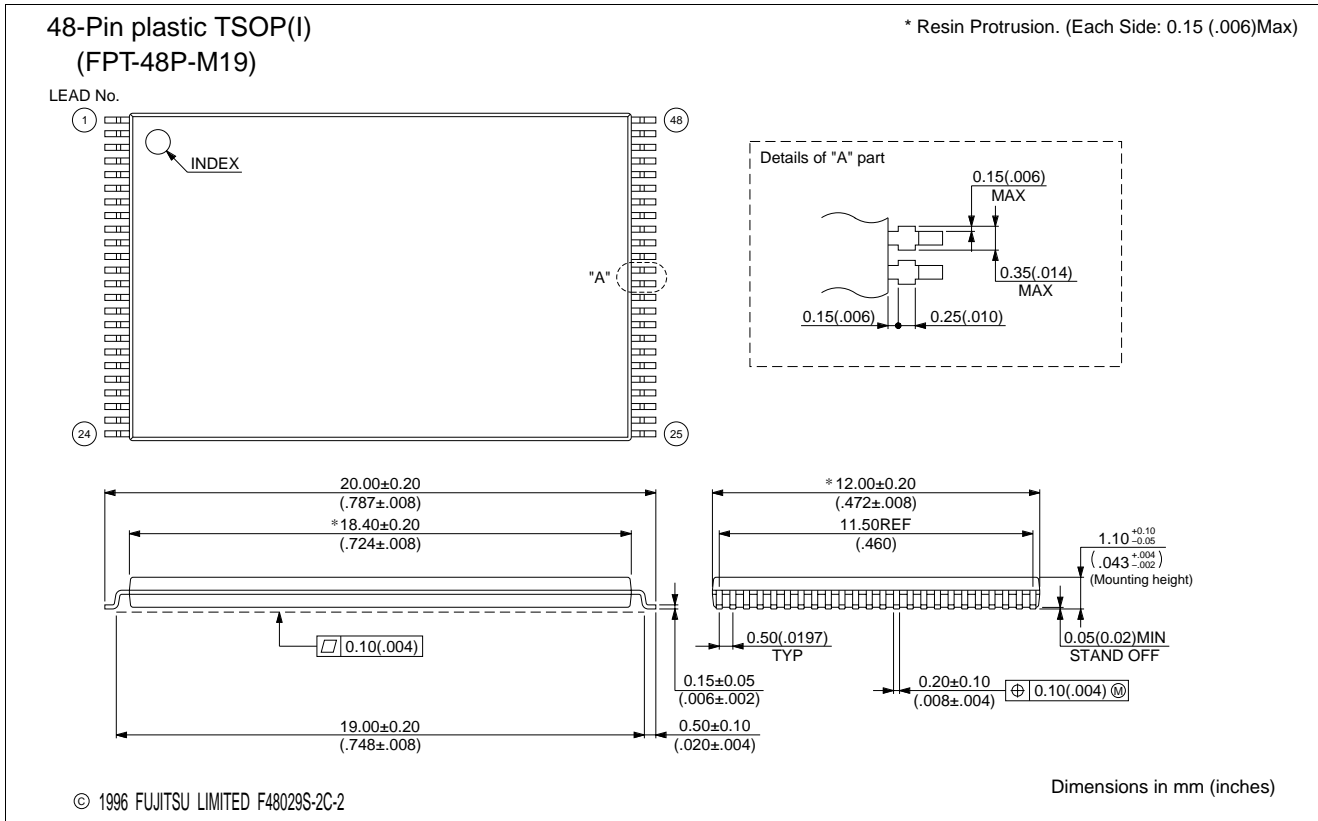 48-Pin plastic TSOP(I)
(FPT-48P-M19)
* Resin Protrusion. (Each Side: 0.15 (.006)Max)
LEAD No.
1
48
INDEX
"A"
24
25
Details of "A" part
0.15(.006)
MAX
0.35(.014)
MAX
0.15(.006)
0.25(.010)
20.00±0.20
(.787±.008)
*18.40±0.20
(.724±.008)
0.10(.004)
0.15±0.05
(.006±.002)
19.00±0.20
(.748±.008)
0.50±0.10
(.020±.004)
*12.00±0.20
(.472±.008)
11.50REF
(.460)
1.10 +0.10 −0.05
(.043 +.004 −.002)
(Mounting height)
0.50(.0197)
TYP
0.05(0.02)MIN
STAND OFF
0.20±0.10
(.008±.004)
⌖ 0.10(.004) Ⓜ
© 1996 FUJITSU LIMITED F48029S-2C-2
Dimensions in mm (inches)